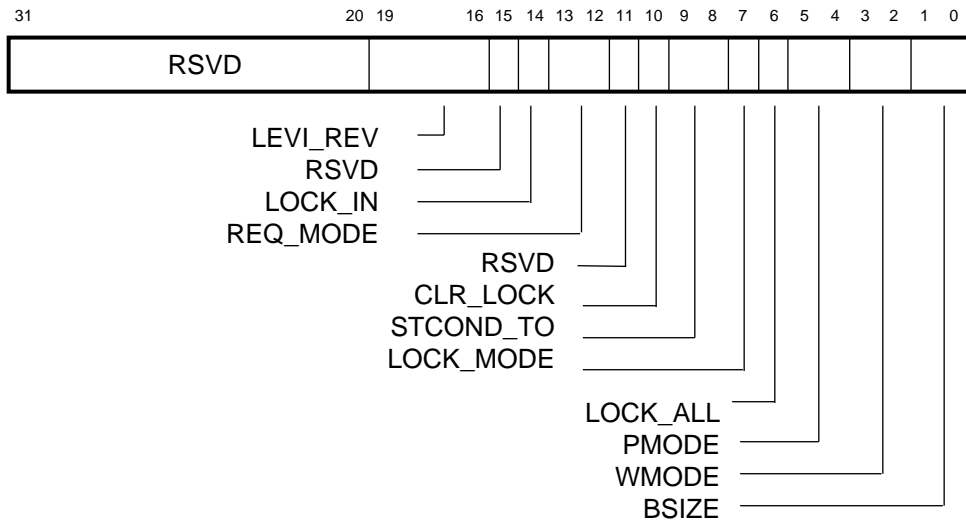 31 20 19 16 15 14 13 12 11 10 9 8 7 6 5 4 3 2 1 0
RSVD
LEVI_REV
RSVD
LOCK_IN
REQ_MODE
RSVD
CLR_LOCK
STCOND_TO
LOCK_MODE
LOCK_ALL
PMODE
WMODE
BSIZE